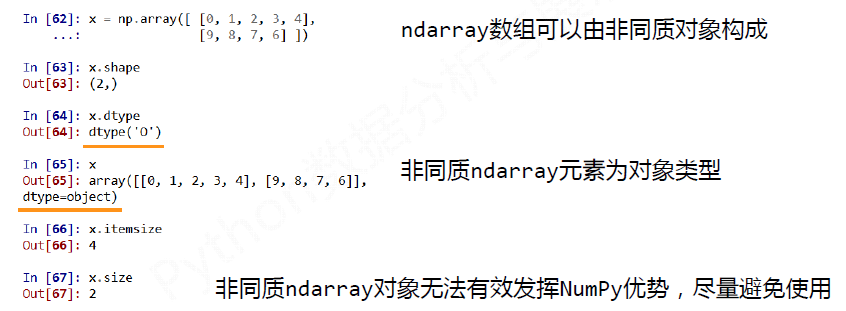 In [62]: x = np.array([ [0, 1, 2, 3, 4],
...: [9, 8, 7, 6] ])
ndarray数组可以由非同质对象构成
In [63]: x.shape
Out[63]: (2,)
In [64]: x.dtype
Out[64]: dtype('O')
In [65]: x
Out[65]: array([[0, 1, 2, 3, 4], [9, 8, 7, 6]],
dtype=object)
非同质ndarray元素为对象类型
In [66]: x.itemsize
Out[66]: 4
In [67]: x.size
Out[67]: 2
非同质ndarray对象无法有效发挥NumPy优势，尽量避免使用
Python数据分析与